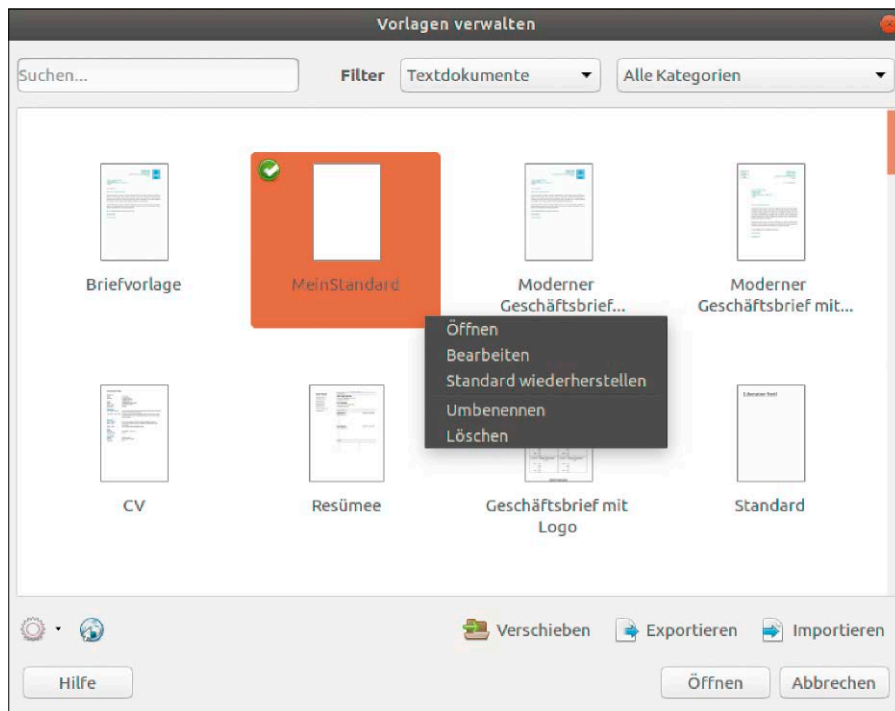 Vorlagen verwalten
Suchen...
Filter
Textdokumente
Alle Kategorien
Briefvorlage
MeinStandard
Moderner
Geschäftsbrief...
Moderner
Geschäftsbrief mit...
Öffnen
Bearbeiten
Standard wiederherstellen
Umbenennen
Löschen
CV
Resümee
Geschäftsbrief mit
Logo
Standard
Verschieben
Exportieren
Importieren
Hilfe
Öffnen
Abbrechen